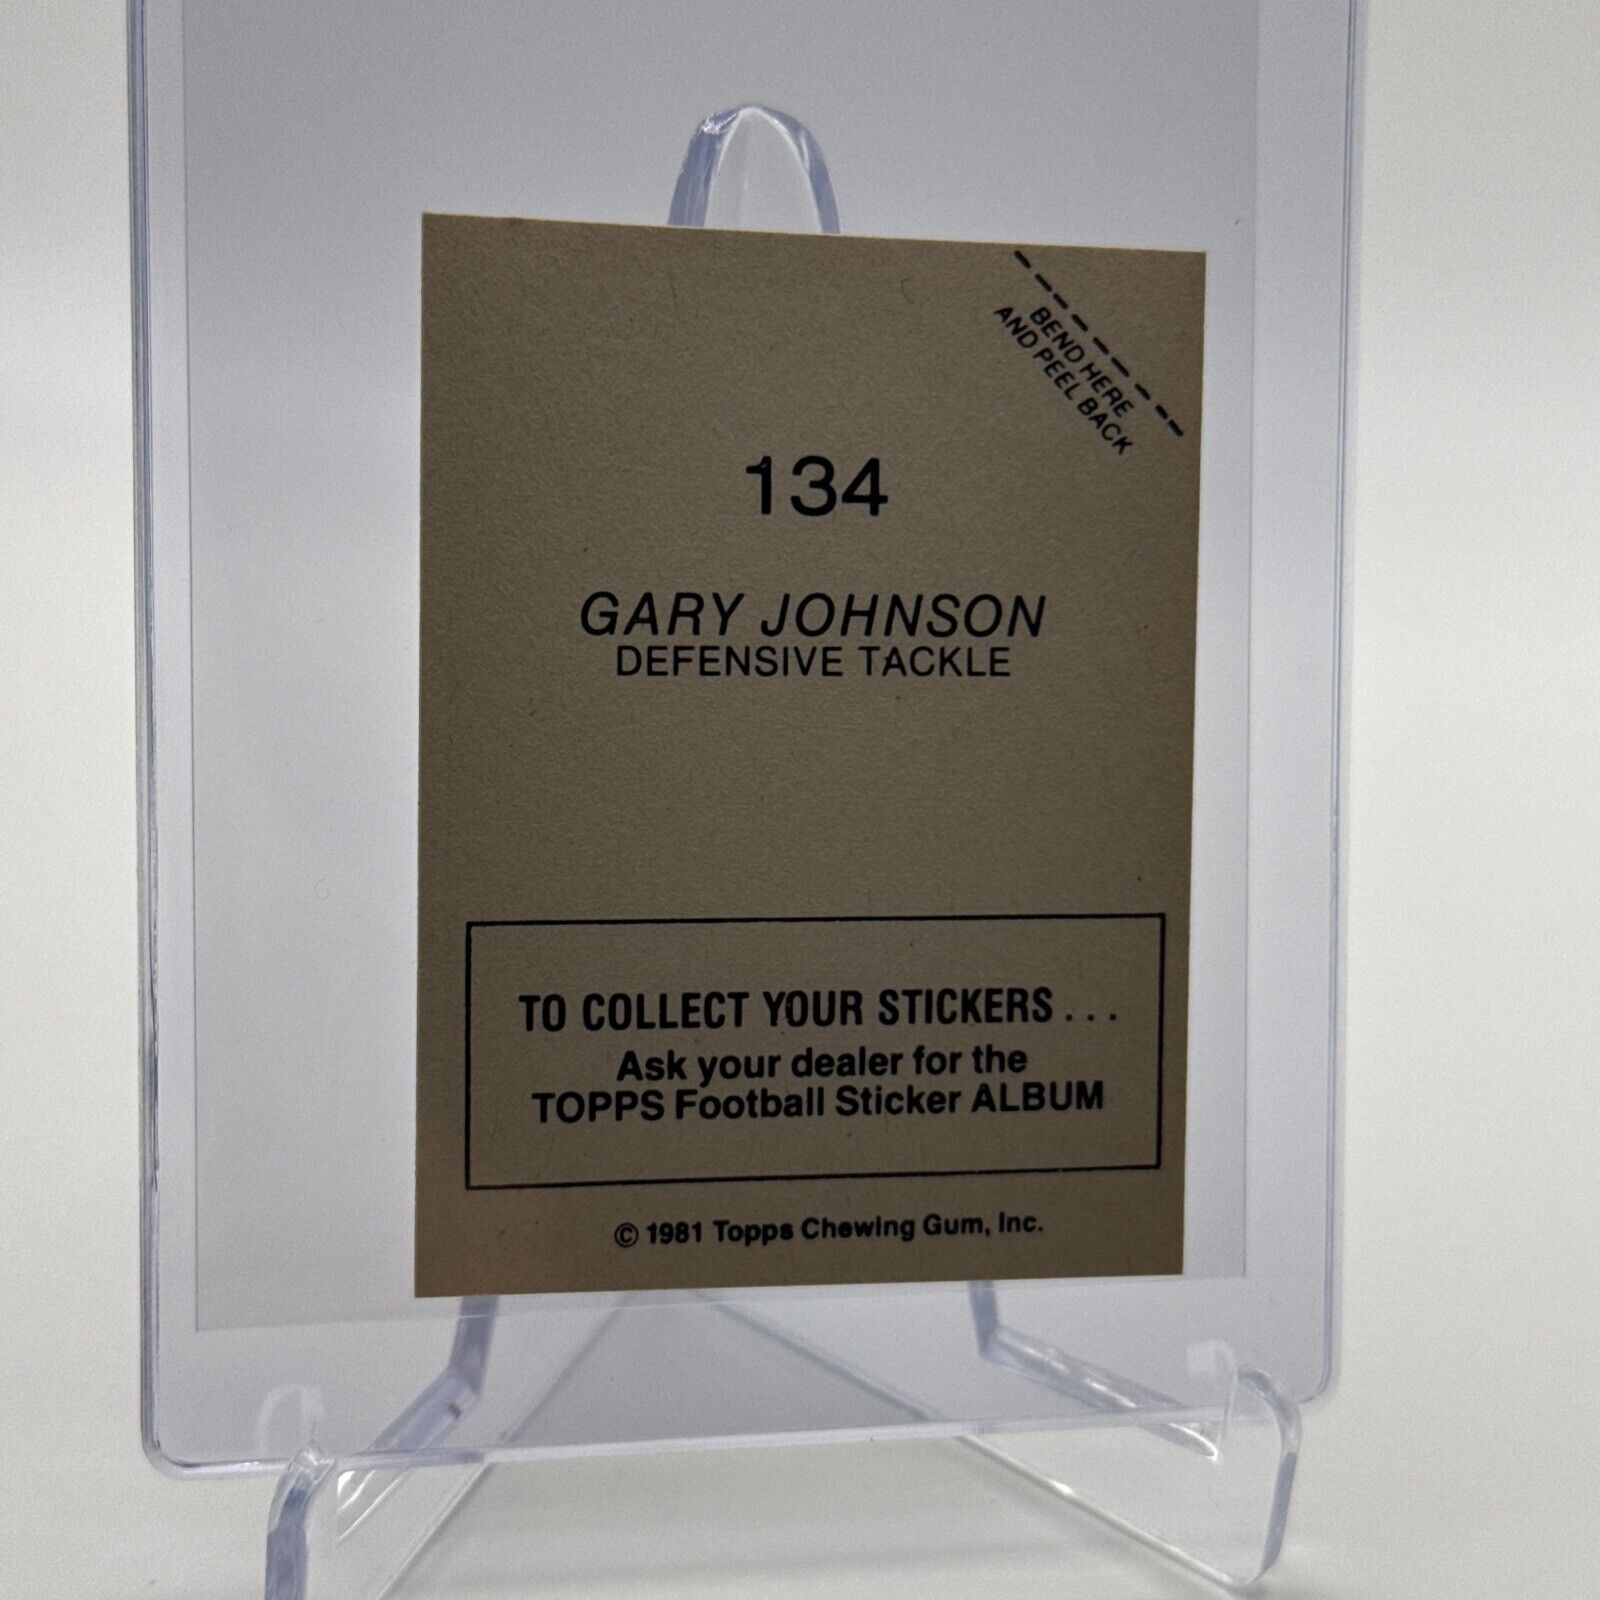 BEND HERE
AND PEEL BACK
134
GARY JOHNSON
DEFENSIVE TACKLE
TO COLLECT YOUR STICKERS . . .
Ask your dealer for the
TOPPS Football Sticker ALBUM
© 1981 Topps Chewing Gum, Inc.